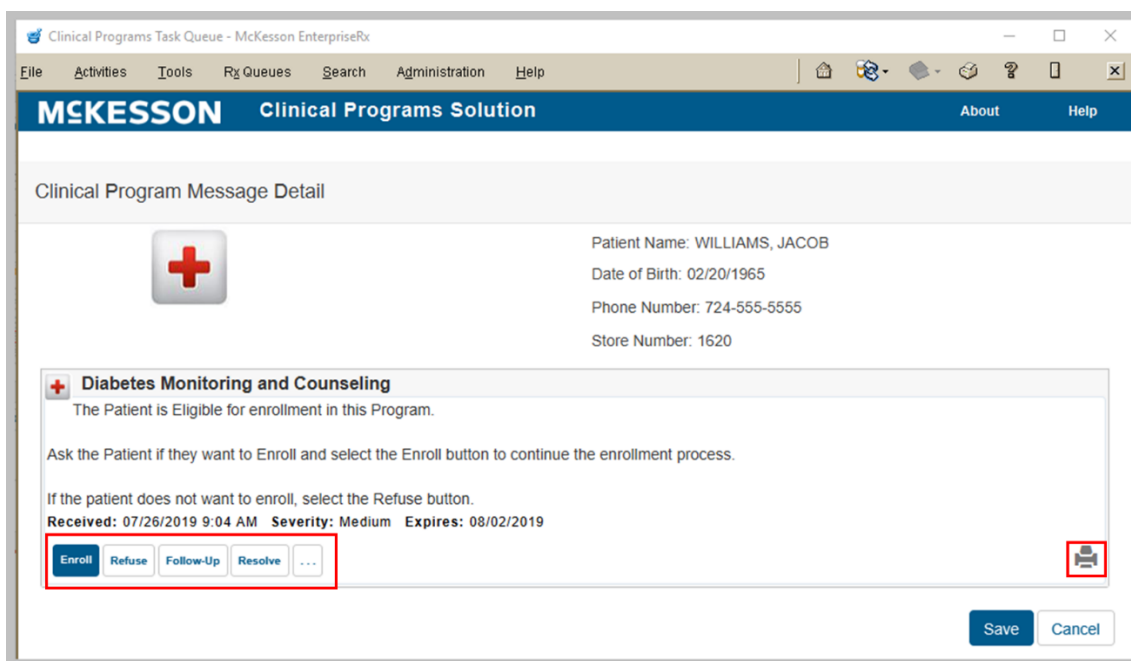 Clinical Programs Task Queue - McKesson EnterpriseRx
File Activities Tools Rx Queues Search Administration Help
MCKESSON Clinical Programs Solution About Help
Clinical Program Message Detail
Patient Name: WILLIAMS, JACOB
Date of Birth: 02/20/1965
Phone Number: 724-555-5555
Store Number: 1620
Diabetes Monitoring and Counseling
The Patient is Eligible for enrollment in this Program.
Ask the Patient if they want to Enroll and select the Enroll button to continue the enrollment process.
If the patient does not want to enroll, select the Refuse button.
Received: 07/26/2019 9:04 AM Severity: Medium Expires: 08/02/2019
Enroll Refuse Follow-Up Resolve ...
Save Cancel